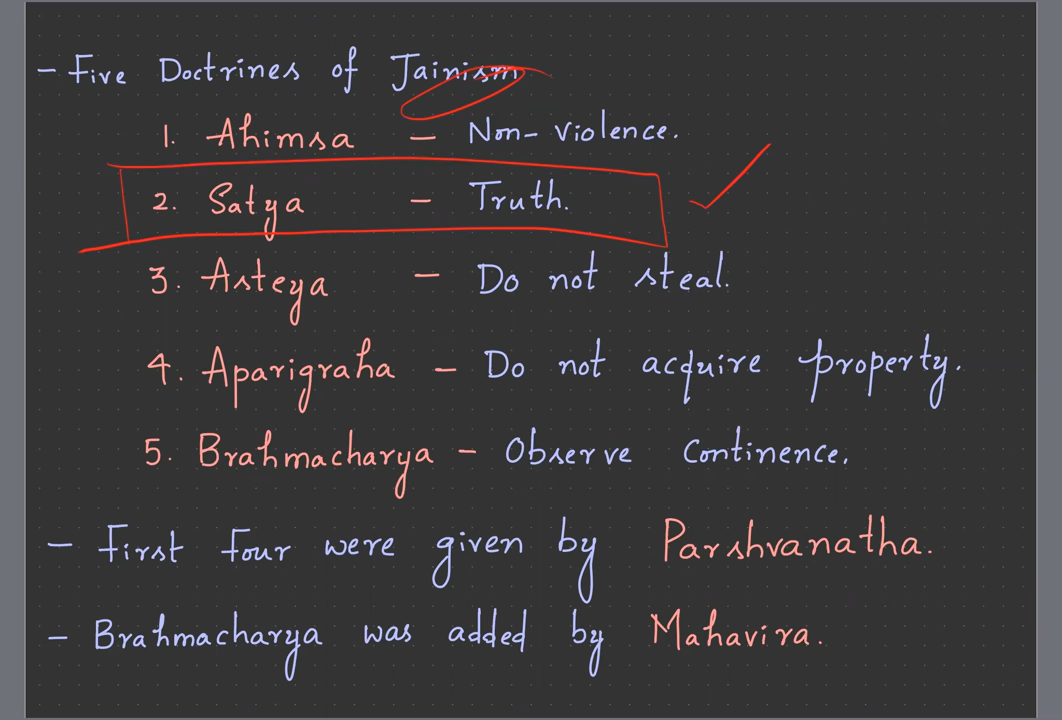 - Five Doctrines of Jainism
1. Ahimsa - Non-Violence.
2. Satya - Truth.
3. Asteya - Do not steal.
4. Aparigraha - Do not acquire property.
5. Brahmacharya - Observe Continence.
- First Four were given by Parshvanatha.
- Brahmacharya was added by Mahavira.